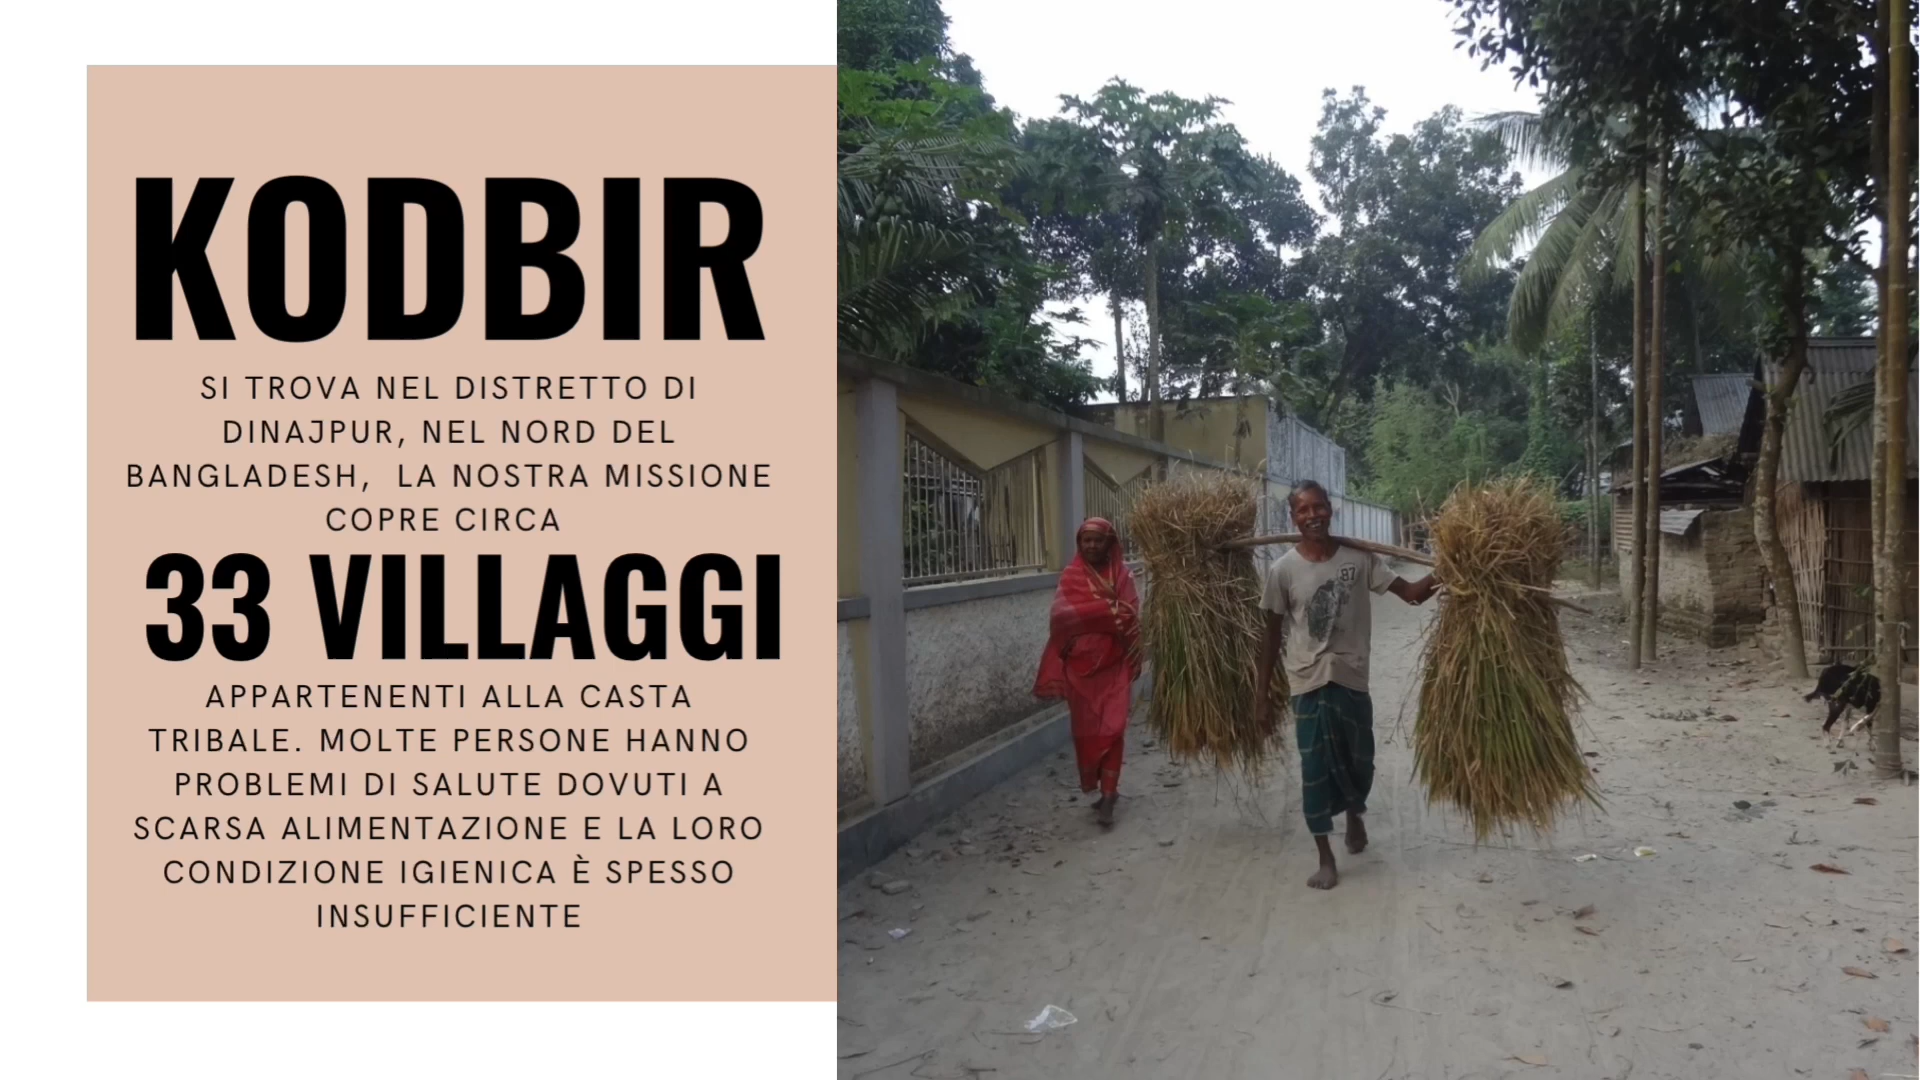 KODBIR
SI TROVA NEL DISTRETTO DI
DINAJPUR, NEL NORD DEL
BANGLADESH,  LA NOSTRA MISSIONE
COPRE CIRCA
33 VILLAGGI
APPARTENENTI ALLA CASTA
TRIBALE. MOLTE PERSONE HANNO
PROBLEMI DI SALUTE DOVUTI A
SCARSA ALIMENTAZIONE E LA LORO
CONDIZIONE IGIENICA È SPESSO
INSUFFICIENTE
87